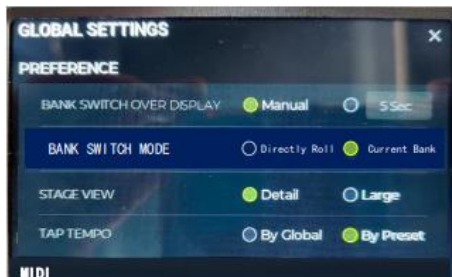 GLOBAL SETTINGS
×
PREFERENCE
BANK SWITCH OVER DISPLAY Manual 5 Sec
BANK SWITCH MODE Directly Roll Current Bank
STAGE VIEW Detail Large
TAP TEMPO By Global By Preset
MIDI